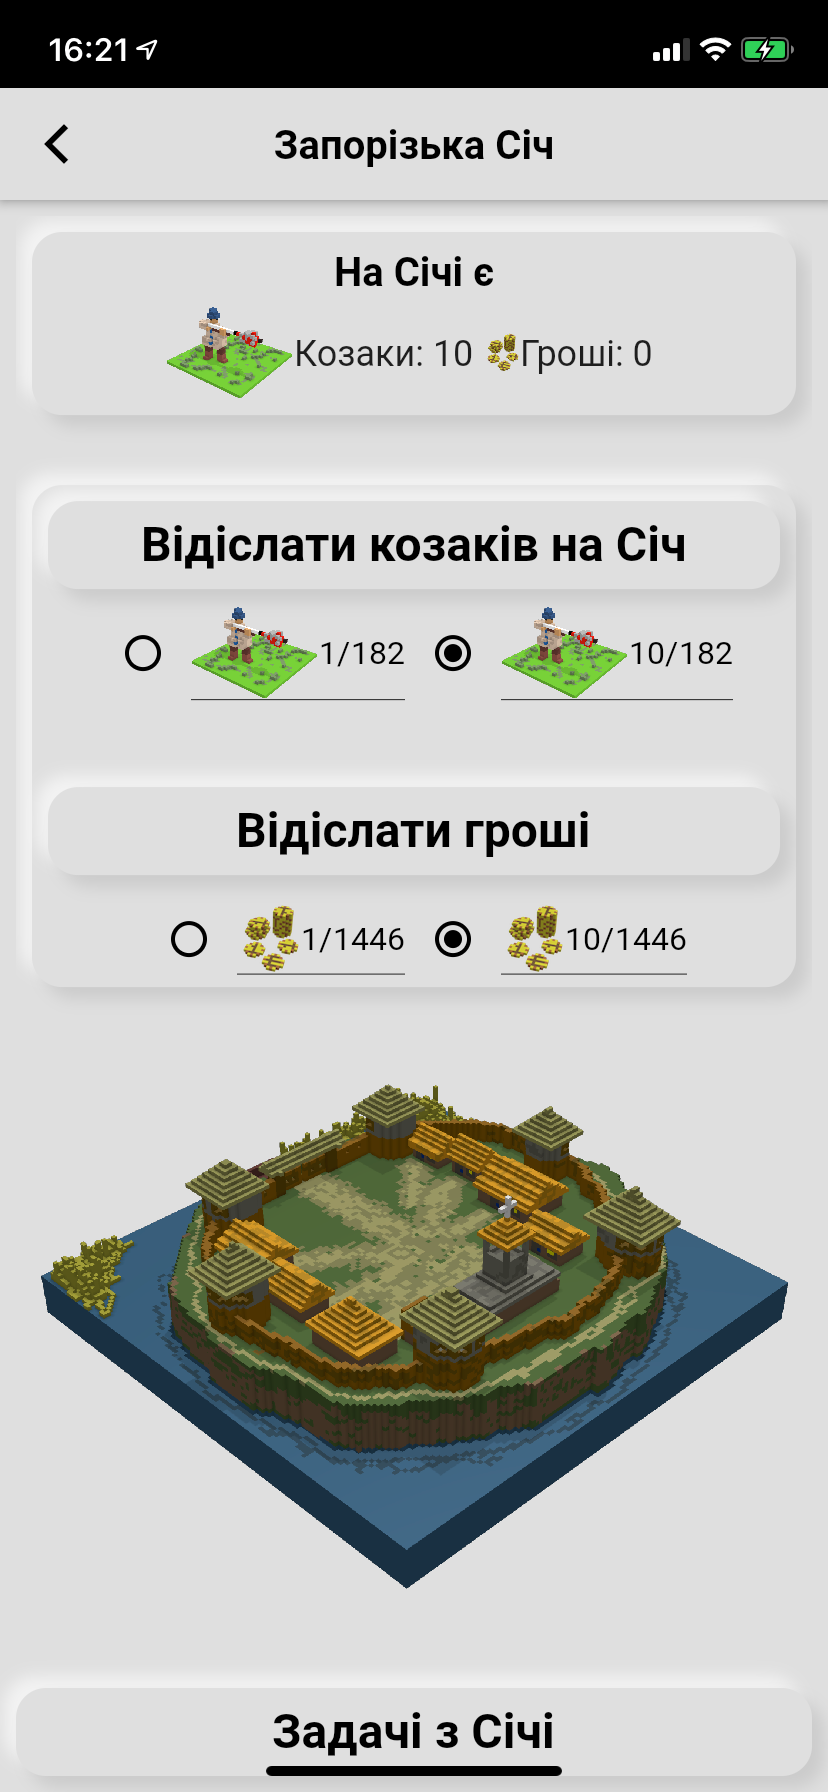 16:21
Запорізька Січ
На Січі є
Козаки: 10 Гроші: 0
Відіслати козаків на Січ
1/182 10/182
Відіслати гроші
1/1446 10/1446
Задачі з Січі